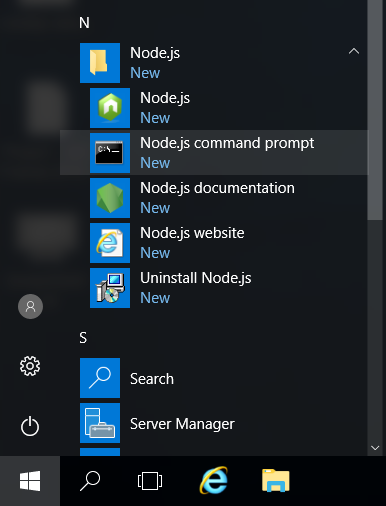 N
Node.js
New
Node.js
New
C:\_
Node.js command prompt
New
Node.js documentation
New
Node.js website
New
Uninstall Node.js
New
S
Search
Server Manager